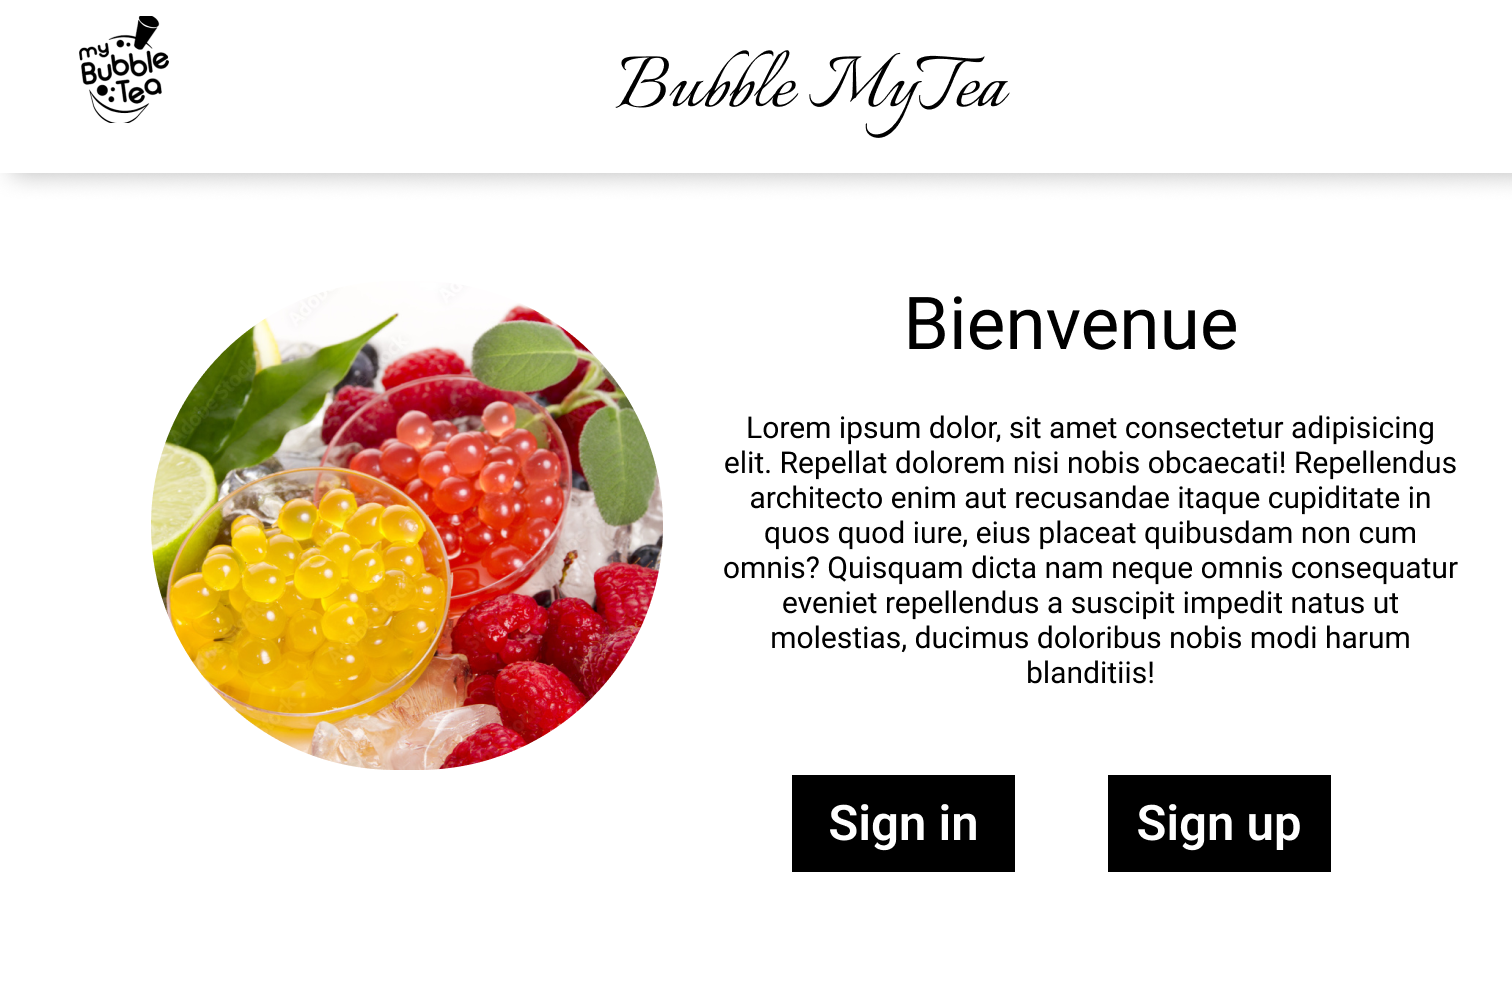 my
Bubble
Tea
Bubble MyTea
Bienvenue
Lorem ipsum dolor, sit amet consectetur adipisicing
elit. Repellat dolorem nisi nobis obcaecati! Repellendus
architecto enim aut recusandae itaque cupiditate in
quos quod iure, eius placeat quibusdam non cum
omnis? Quisquam dicta nam neque omnis consequatur
eveniet repellendus a suscipit impedit natus ut
molestias, ducimus doloribus nobis modi harum
blanditiis!
Sign in
Sign up